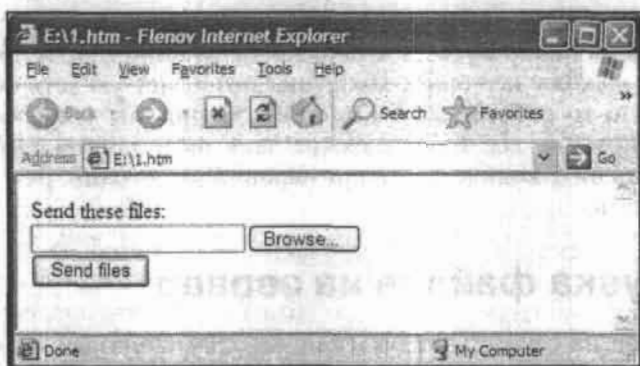 E:\1.htm - Flenov Internet Explorer
File Edit View Favorites Tools Help
Back Search Favorites »
Address E:\1.htm Go
Send these files:
Browse...
Send files
Done My Computer